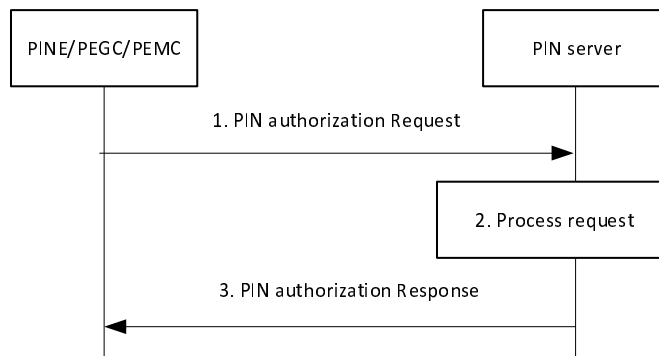 PINE/PEGC/PEMC
PIN server
1. PIN authorization Request
2. Process request
3. PIN authorization Response